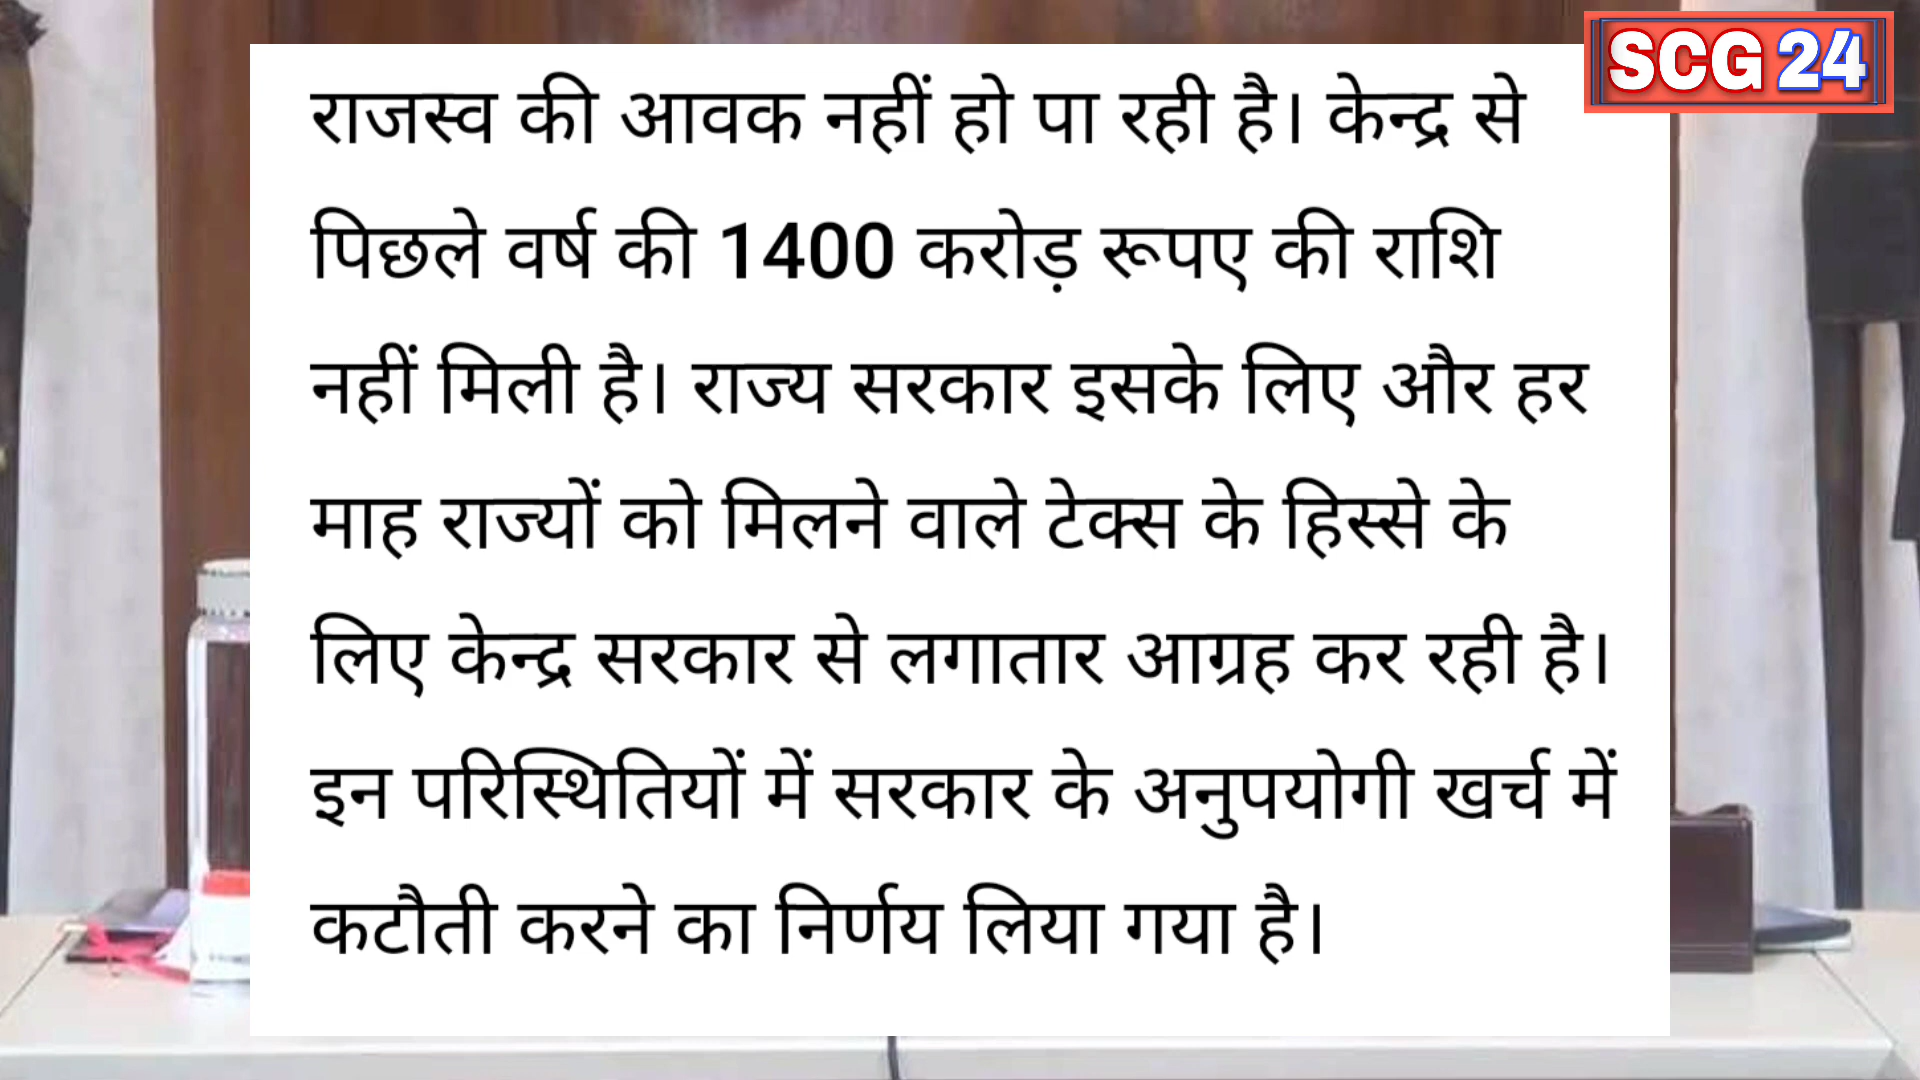 SCG 24
राजस्व की आवक नहीं हो पा रही है। केन्द्र से
पिछले वर्ष की 1400 करोड़ रूपए की राशि
नहीं मिली है। राज्य सरकार इसके लिए और हर
माह राज्यों को मिलने वाले टेक्स के हिस्से के
लिए केन्द्र सरकार से लगातार आग्रह कर रही है।
इन परिस्थितियों में सरकार के अनुपयोगी खर्च में
कटौती करने का निर्णय लिया गया है।